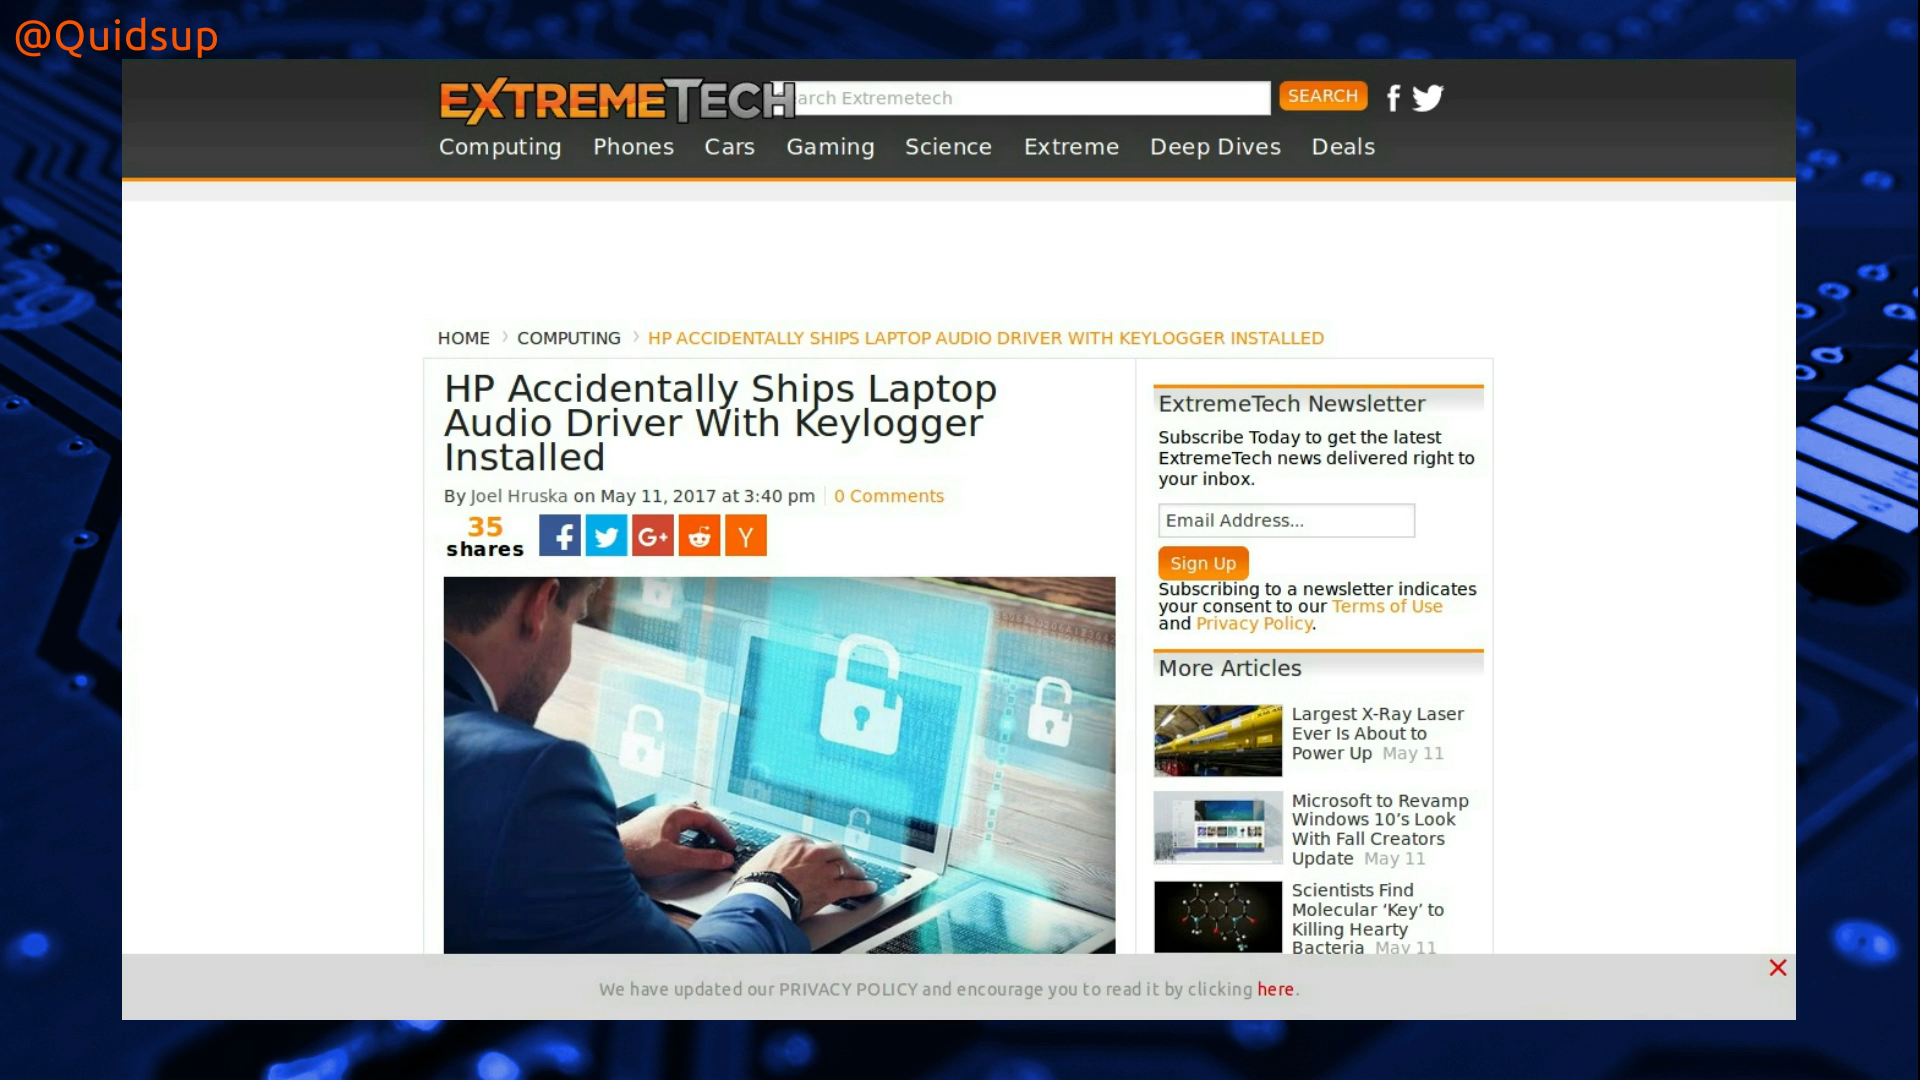 @Quidsup
EXTREMETECH
arch Extremetech
SEARCH
Computing Phones Cars Gaming Science Extreme Deep Dives Deals
HOME COMPUTING HP ACCIDENTALLY SHIPS LAPTOP AUDIO DRIVER WITH KEYLOGGER INSTALLED
HP Accidentally Ships Laptop
Audio Driver With Keylogger
Installed
By Joel Hruska on May 11, 2017 at 3:40 pm 0 Comments
35
shares
ExtremeTech Newsletter
Subscribe Today to get the latest
ExtremeTech news delivered right to
your inbox.
Email Address...
Sign Up
Subscribing to a newsletter indicates
your consent to our Terms of Use
and Privacy Policy.
More Articles
Largest X-Ray Laser
Ever Is About to
Power Up May 11
Microsoft to Revamp
Windows 10’s Look
With Fall Creators
Update May 11
Scientists Find
Molecular ‘Key’ to
Killing Hearty
Bacteria May 11
We have updated our PRIVACY POLICY and encourage you to read it by clicking here.